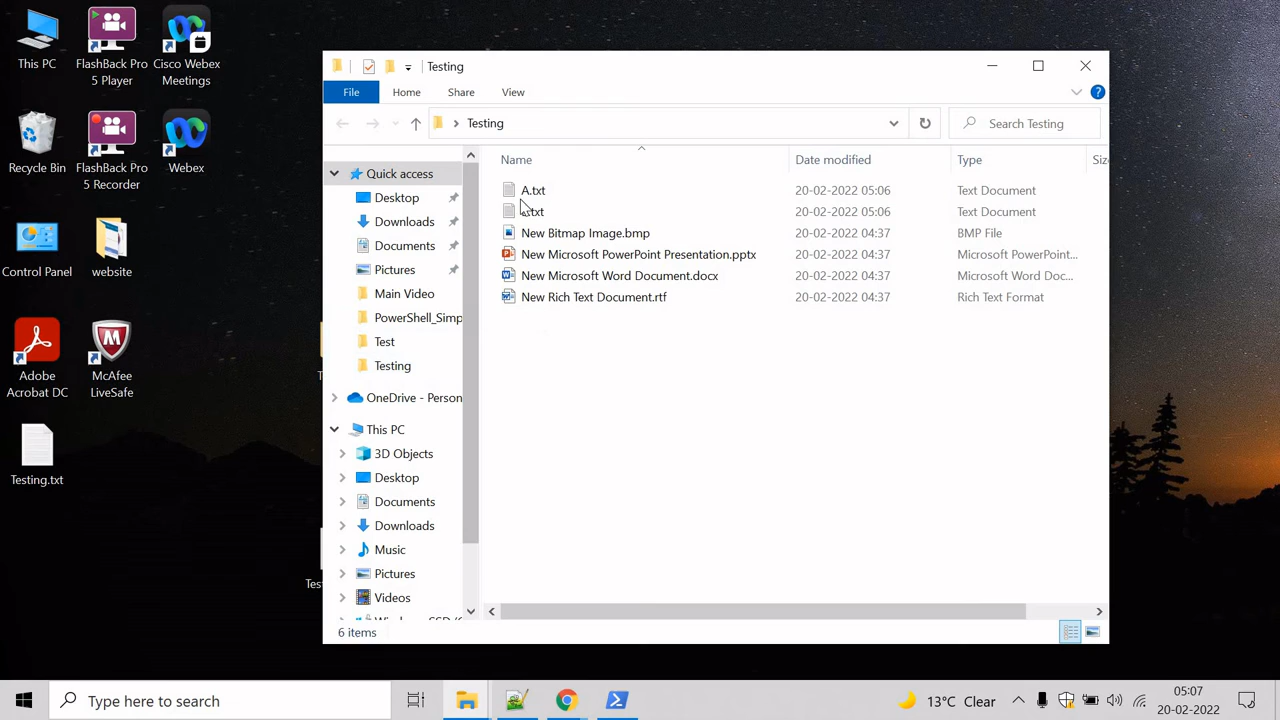 This PC
FlashBack Pro 5 Player
Cisco Webex Meetings
Recycle Bin
FlashBack Pro 5 Recorder
Webex
Control Panel
website
Adobe Acrobat DC
McAfee LiveSafe
Testing.txt
Testing
File Home Share View
Testing
Search Testing
Name Date modified Type
A.txt 20-02-2022 05:06 Text Document
.txt 20-02-2022 05:06 Text Document
New Bitmap Image.bmp 20-02-2022 04:37 BMP File
New Microsoft PowerPoint Presentation.pptx 20-02-2022 04:37 Microsoft PowerPoint...
New Microsoft Word Document.docx 20-02-2022 04:37 Microsoft Word Doc...
New Rich Text Document.rtf 20-02-2022 04:37 Rich Text Format
Quick access
Desktop
Downloads
Documents
Pictures
Main Video
PowerShell_Simp
Test
Testing
OneDrive - Person
This PC
3D Objects
Desktop
Documents
Downloads
Music
Pictures
Videos
6 items
Type here to search
13°C Clear
05:07
20-02-2022